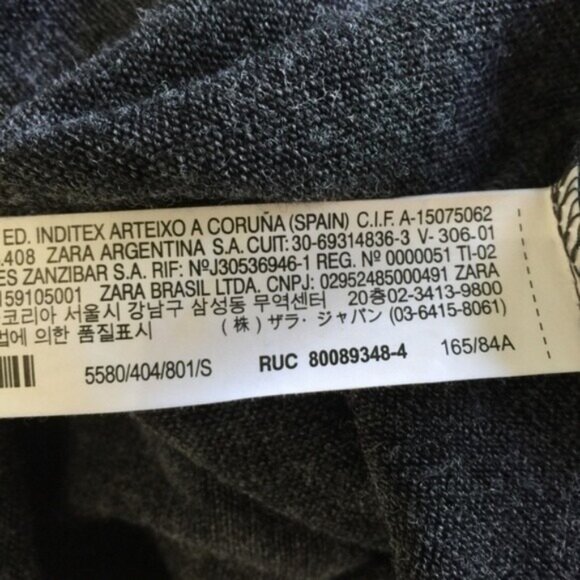 ED. INDITEX ARTEIXO A CORUÑA (SPAIN) C.I.F. A-15075062
.408 ZARA ARGENTINA S.A. CUIT: 30-69314836-3 V- 306-01
ES ZANZIBAR S.A. RIF: NºJ30536946-1 REG. Nº 0000051 TI-02
159105001 ZARA BRASIL LTDA. CNPJ: 02952485000491 ZARA
코리아 서울시 강남구 삼성동 무역센터 20층02-3413-9800
에 의한 품질표시 (株) ザラ・ジャパン (03-6415-8061)
5580/404/801/S RUC 80089348-4 165/84A